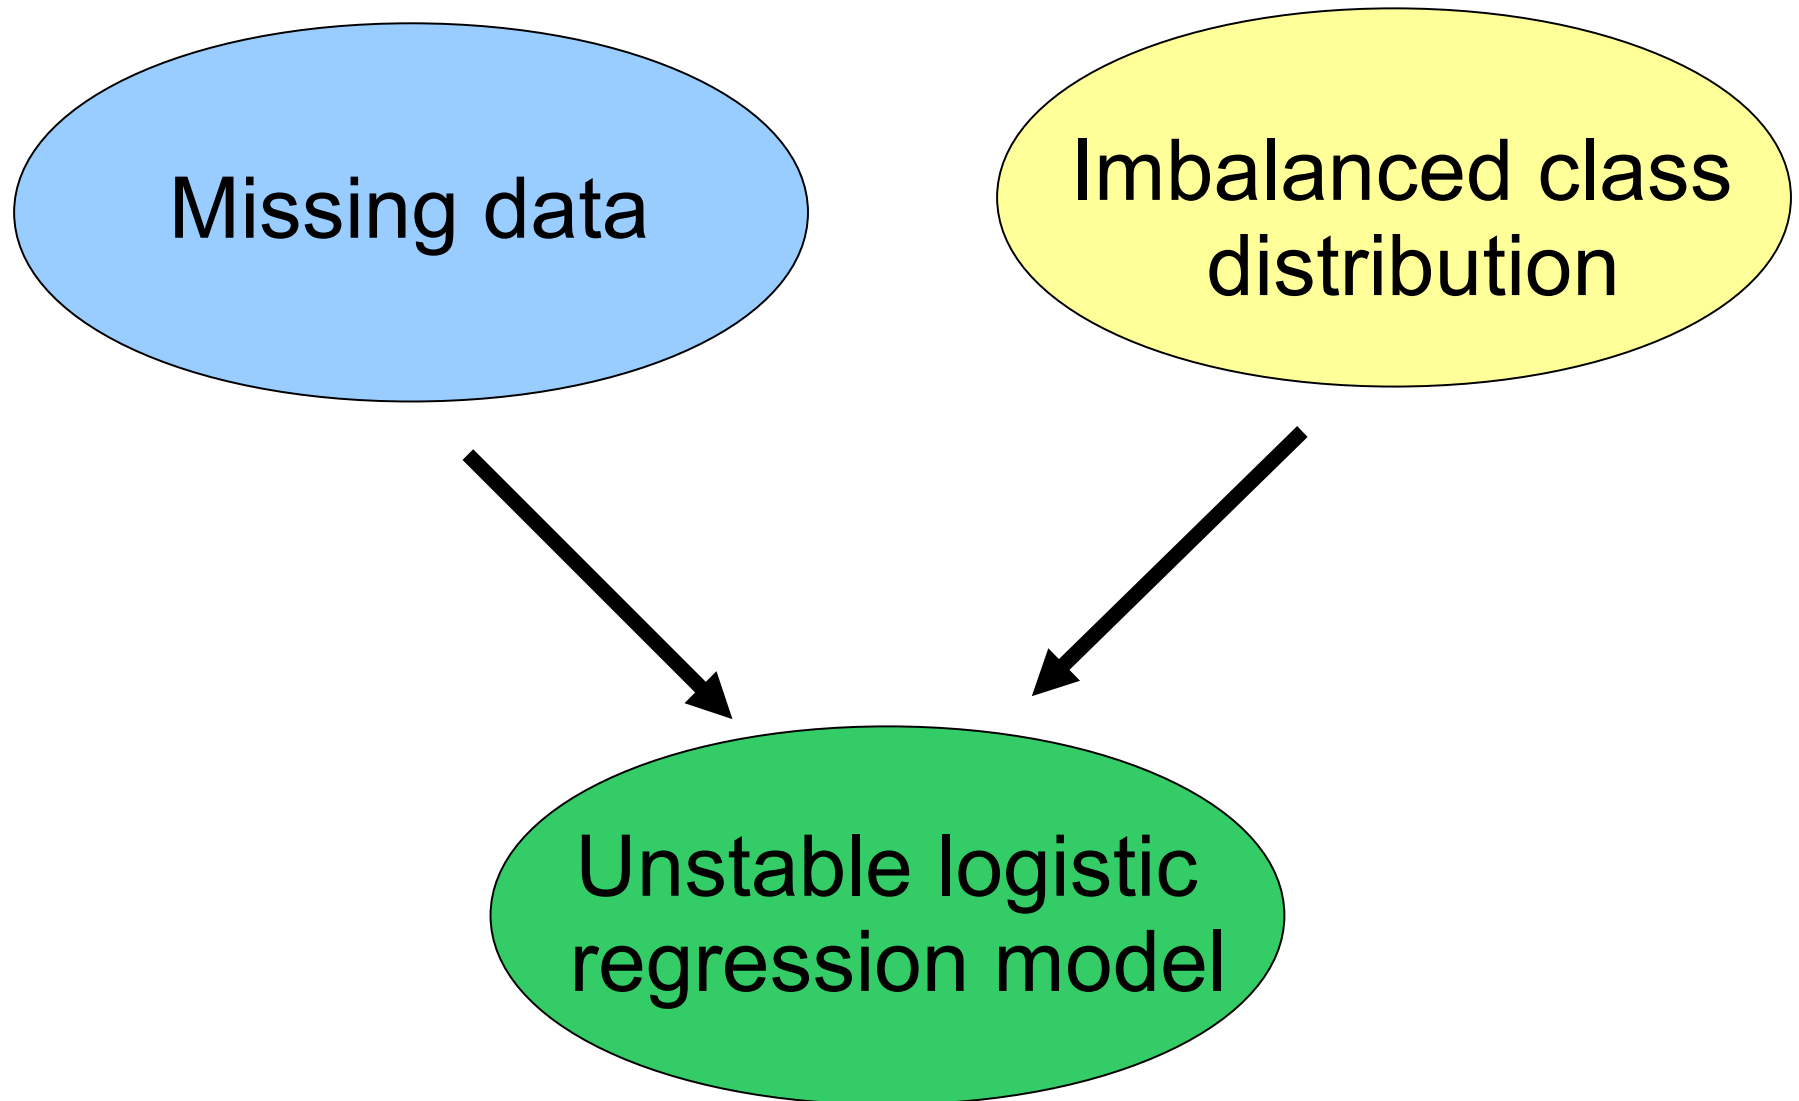 Missing data
Imbalanced class
distribution
Unstable logistic
regression model